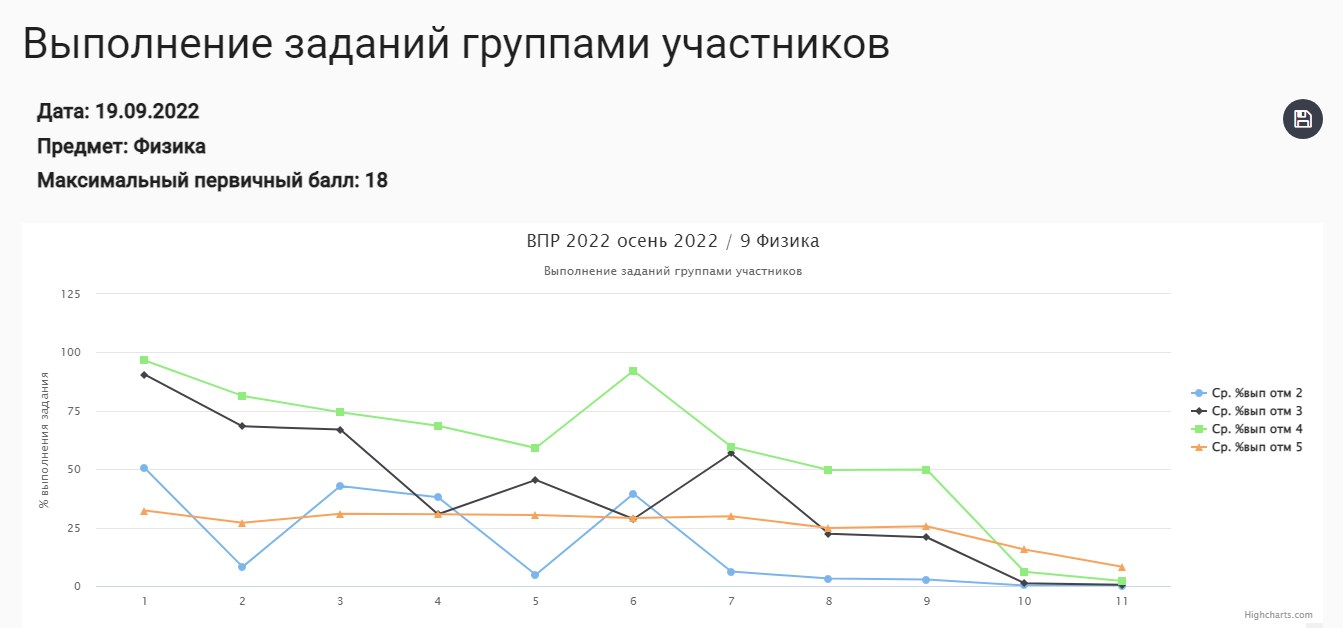 Выполнение заданий группами участников
Дата: 19.09.2022
Предмет: Физика
Максимальный первичный балл: 18
ВПР 2022 осень 2022 / 9 Физика
Выполнение заданий группами участников
% выполнения задания
125
100
75
50
25
0
1 2 3 4 5 6 7 8 9 10 11
Ср. %вып отм 2
Ср. %вып отм 3
Ср. %вып отм 4
Ср. %вып отм 5
Highcharts.com